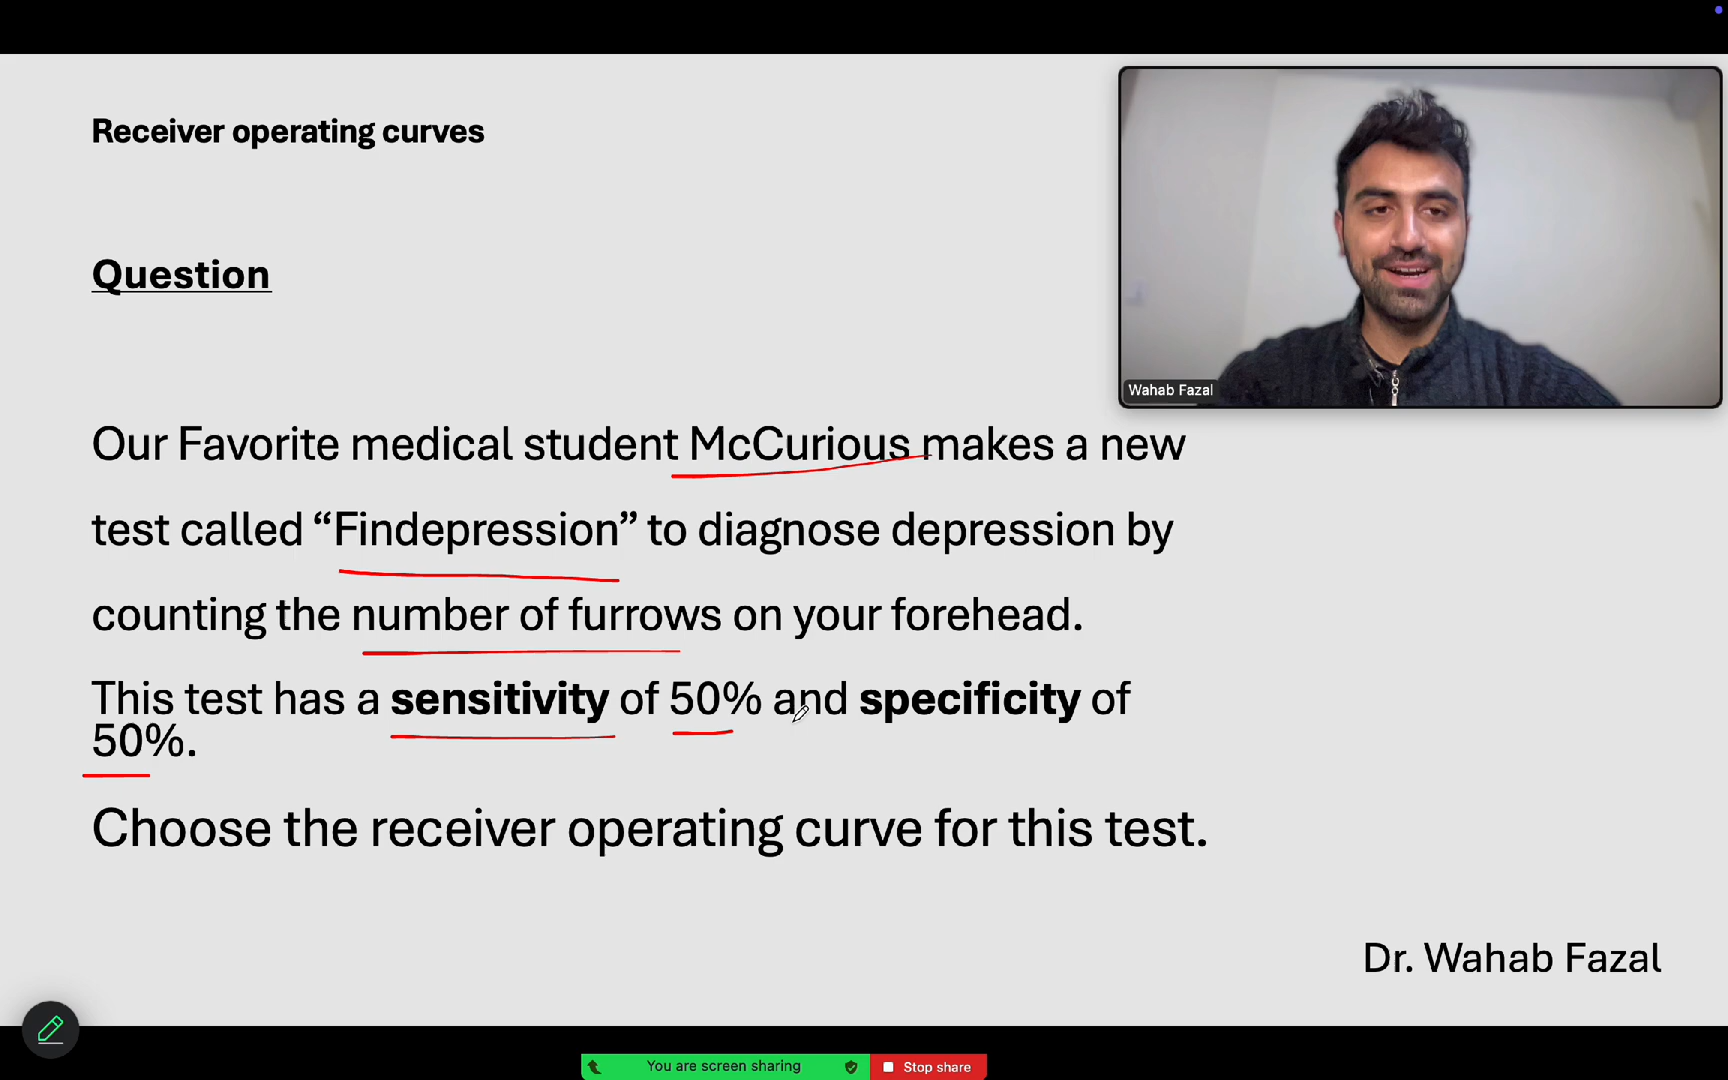 Receiver operating curves
Question
Wahab Fazal
Our Favorite medical student McCurious makes a new
test called “Findepression” to diagnose depression by
counting the number of furrows on your forehead.
This test has a sensitivity of 50% and specificity of
50%.
Choose the receiver operating curve for this test.
Dr. Wahab Fazal
You are screen sharing
Stop share